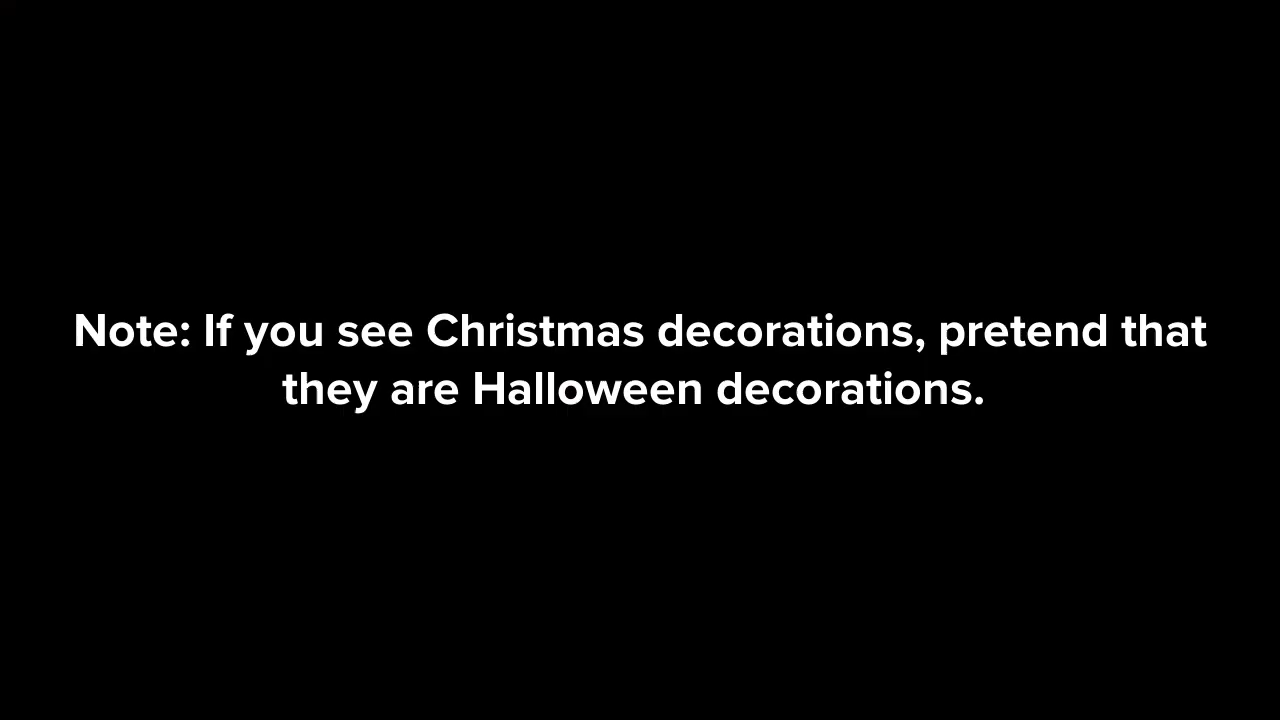 Note: If you see Christmas decorations, pretend that
they are Halloween decorations.